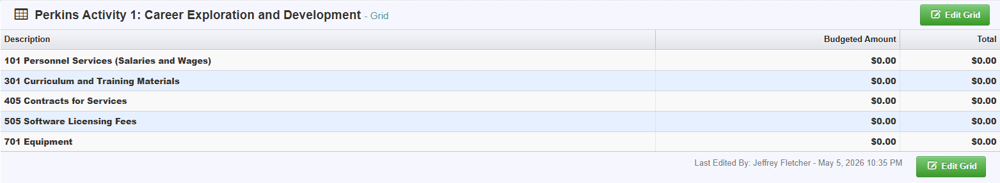 Perkins Activity 1: Career Exploration and Development - Grid Edit Grid
Description Budgeted Amount Total
101 Personnel Services (Salaries and Wages) $0.00 $0.00
301 Curriculum and Training Materials $0.00 $0.00
405 Contracts for Services $0.00 $0.00
505 Software Licensing Fees $0.00 $0.00
701 Equipment $0.00 $0.00
Last Edited By: Jeffrey Fletcher - May 5, 2026 10:35 PM Edit Grid